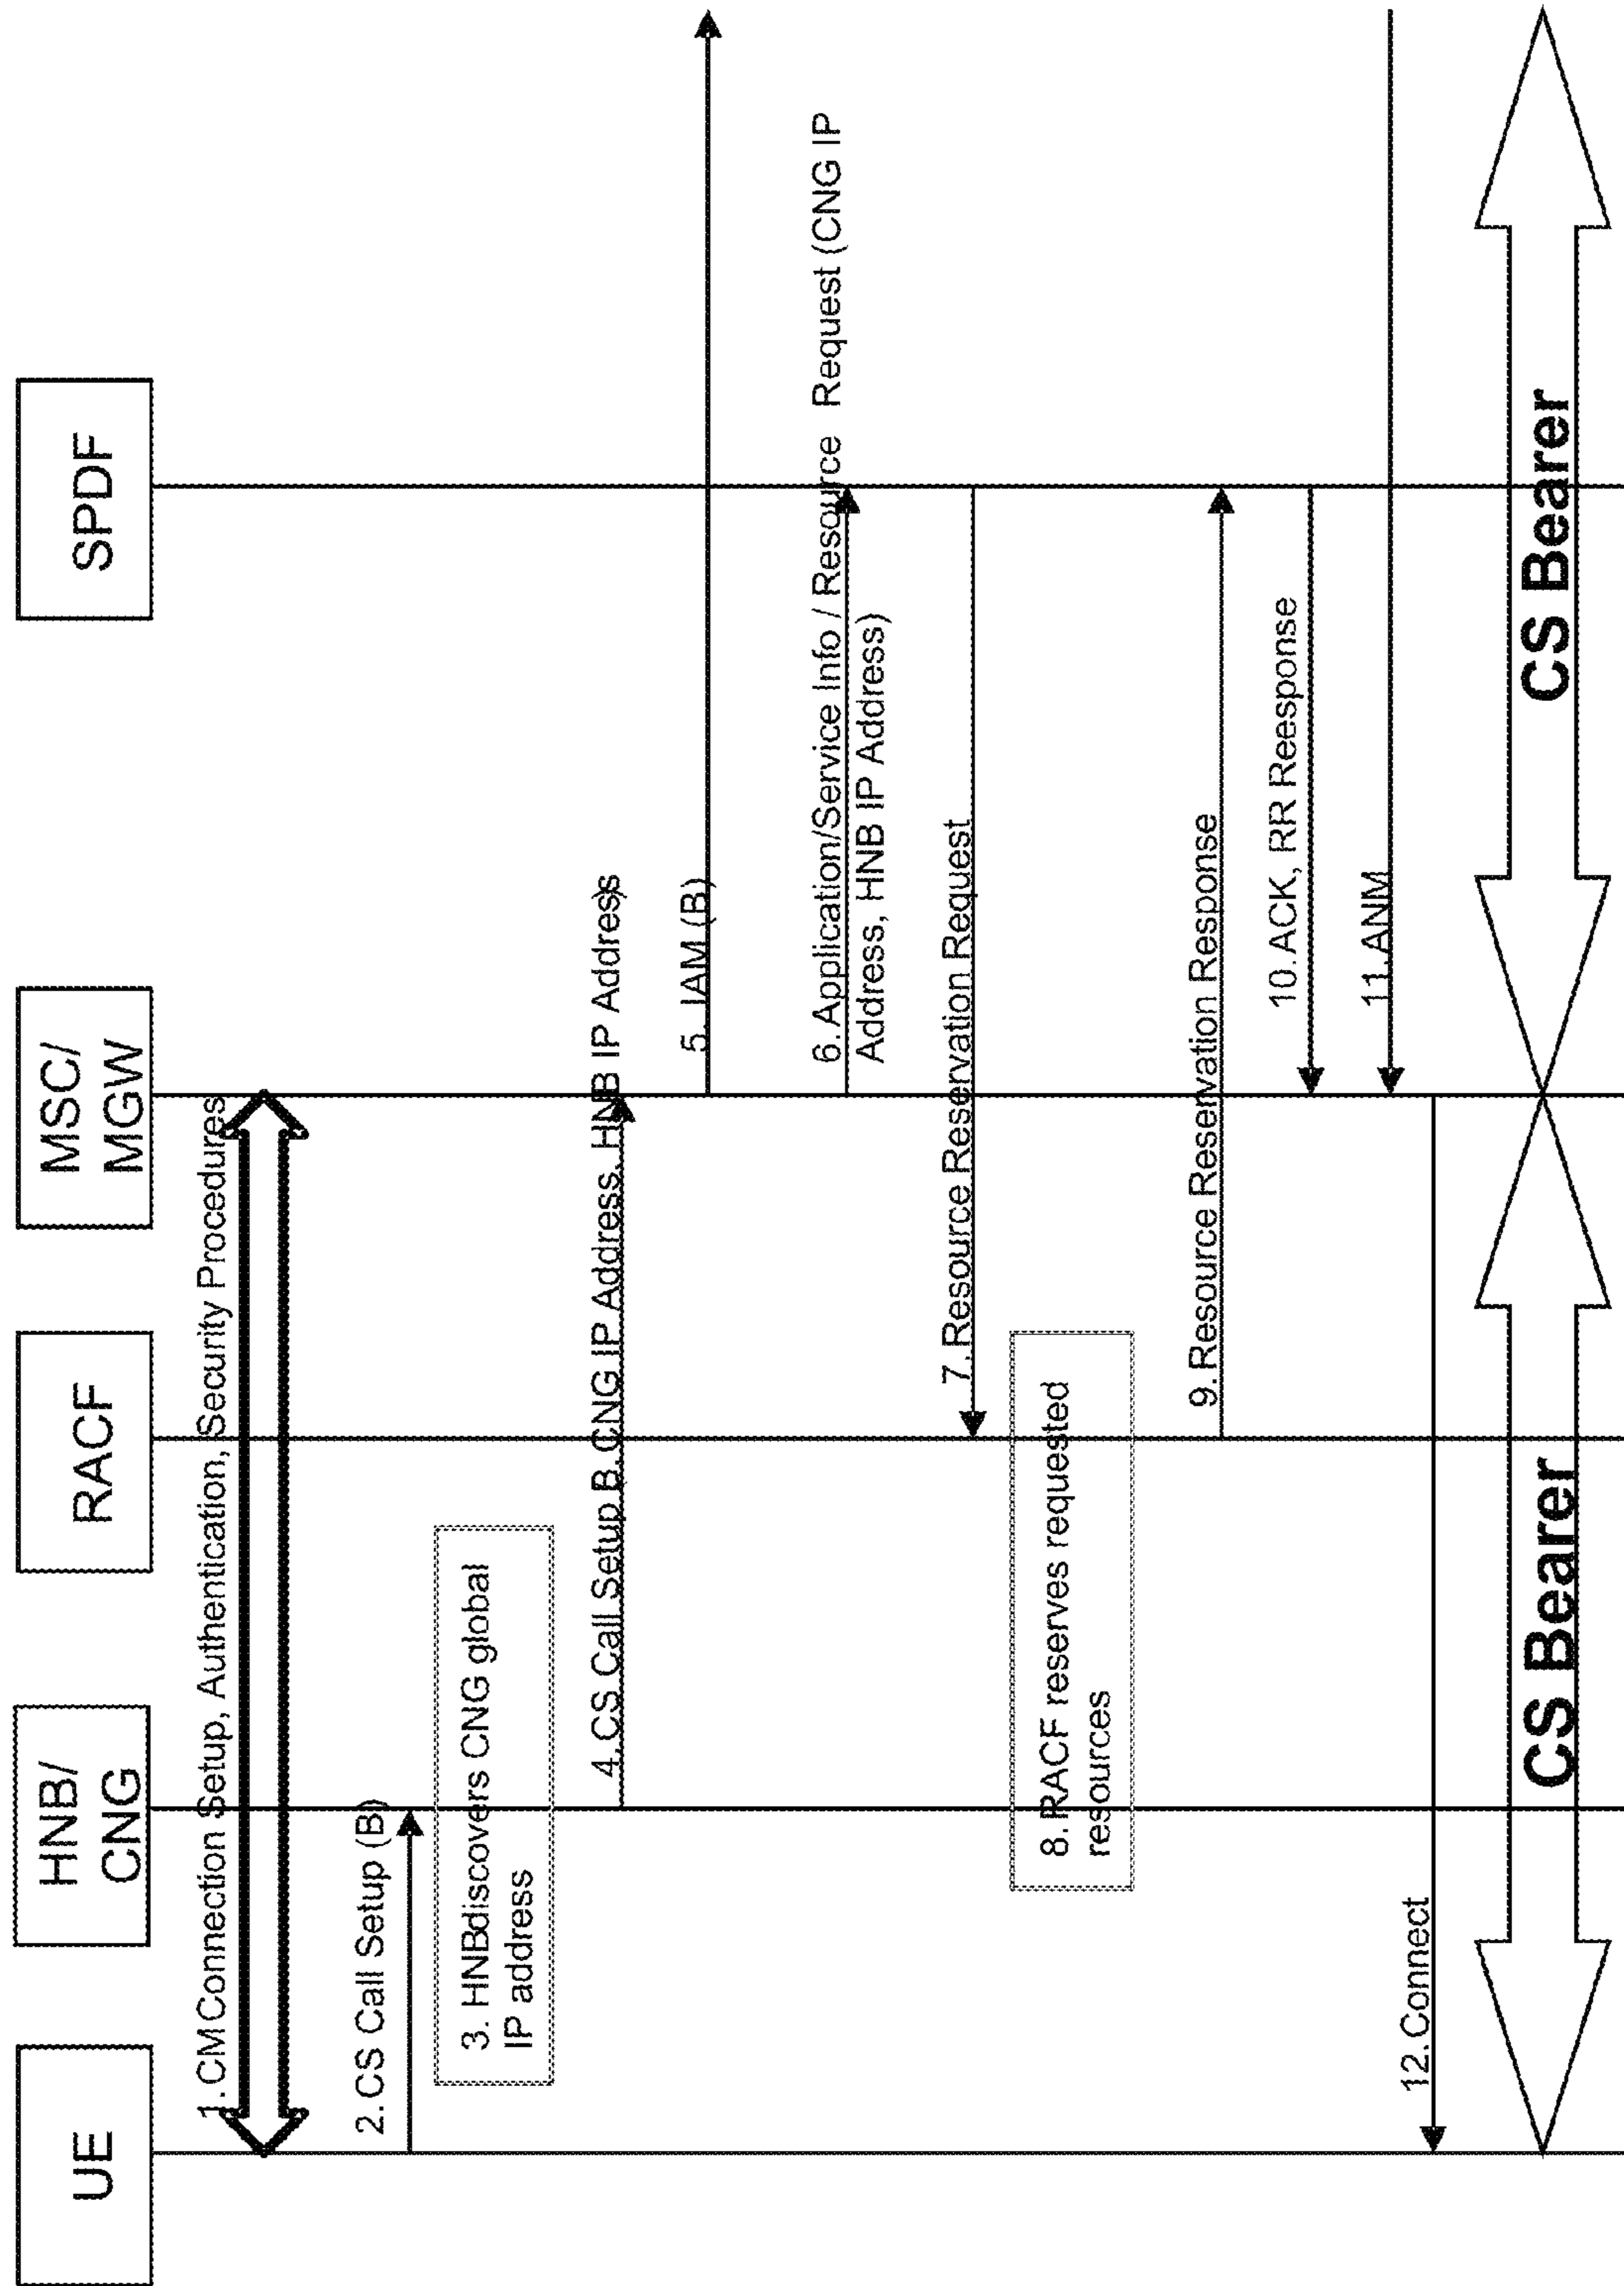 UE
HNB/
CNG
RACF
MSC/
MGW
SPDF
1. CM Connection Setup, Authentication, Security Procedures
2. CS Call Setup (B)
3. HNBdiscovers CNG global
IP address
4. CS Call Setup B, CNG IP Address, HNB IP Address
5. IAM (B)
6. Application/Service Info / Resource Request (CNG IP
Address, HNB IP Address)
7. Resource Reservation Request
8. RACF reserves requested
resources
9. Resource Reservation Response
10. ACK, RR Reesponse
11. ANM
12. Connect
CS Bearer
CS Bearer